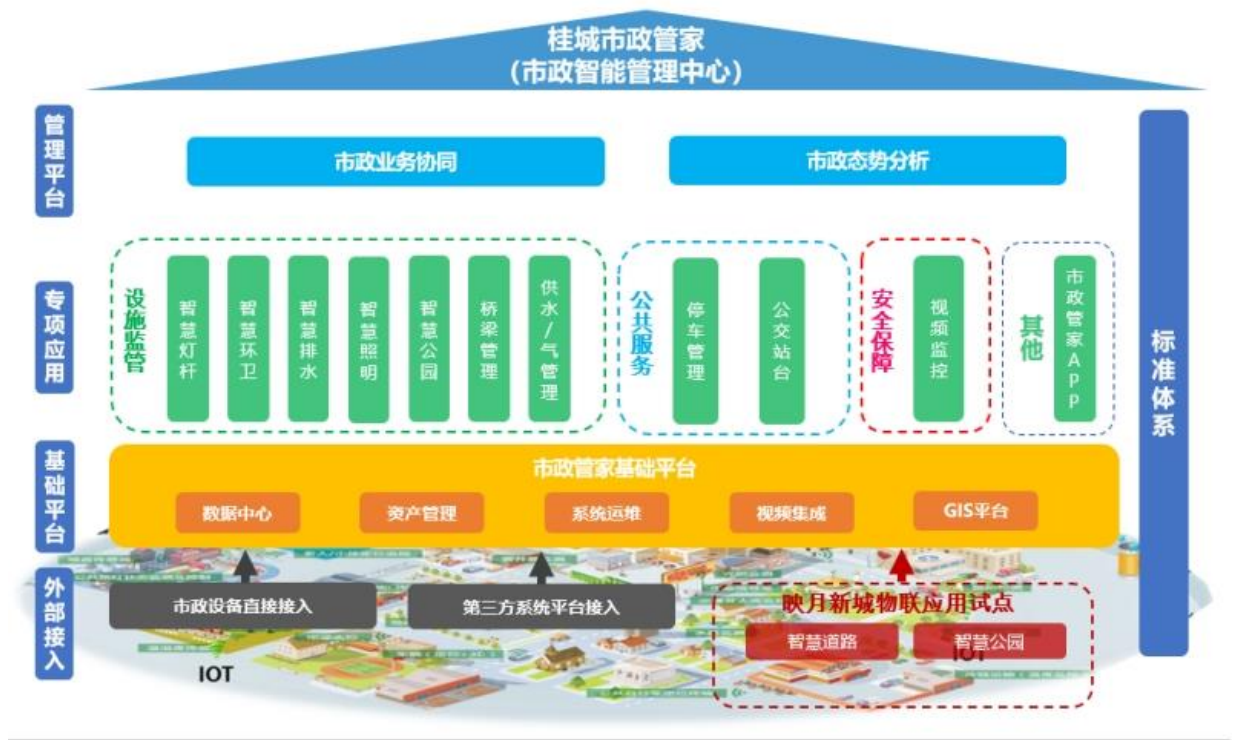 桂城市政管家
（市政智能管理中心）
管理平台
市政业务协同
市政态势分析
专项应用
设施监管
智慧灯杆
智慧环卫
智慧排水
智慧照明
智慧公园
桥梁管理
供水/气管理
公共服务
停车管理
公交站台
安全保障
视频监控
其他
市政管家APP
标准体系
基础平台
市政管家基础平台
数据中心
资产管理
系统运维
视频集成
GIS平台
外部接入
市政设备直接接入
第三方系统平台接入
映月新城物联应用试点
智慧道路
智慧公园
IOT
IOT